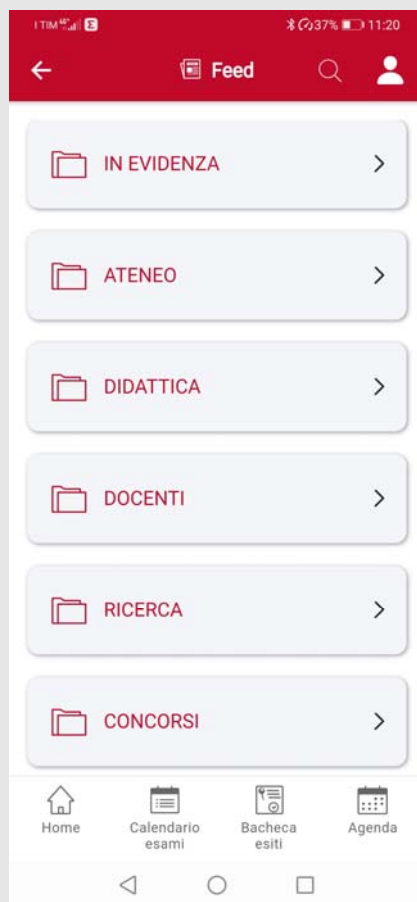 TIM 37% 11:20
Feed
IN EVIDENZA
ATENEO
DIDATTICA
DOCENTI
RICERCA
CONCORSI
Home Calendario esami Bacheca esiti Agenda